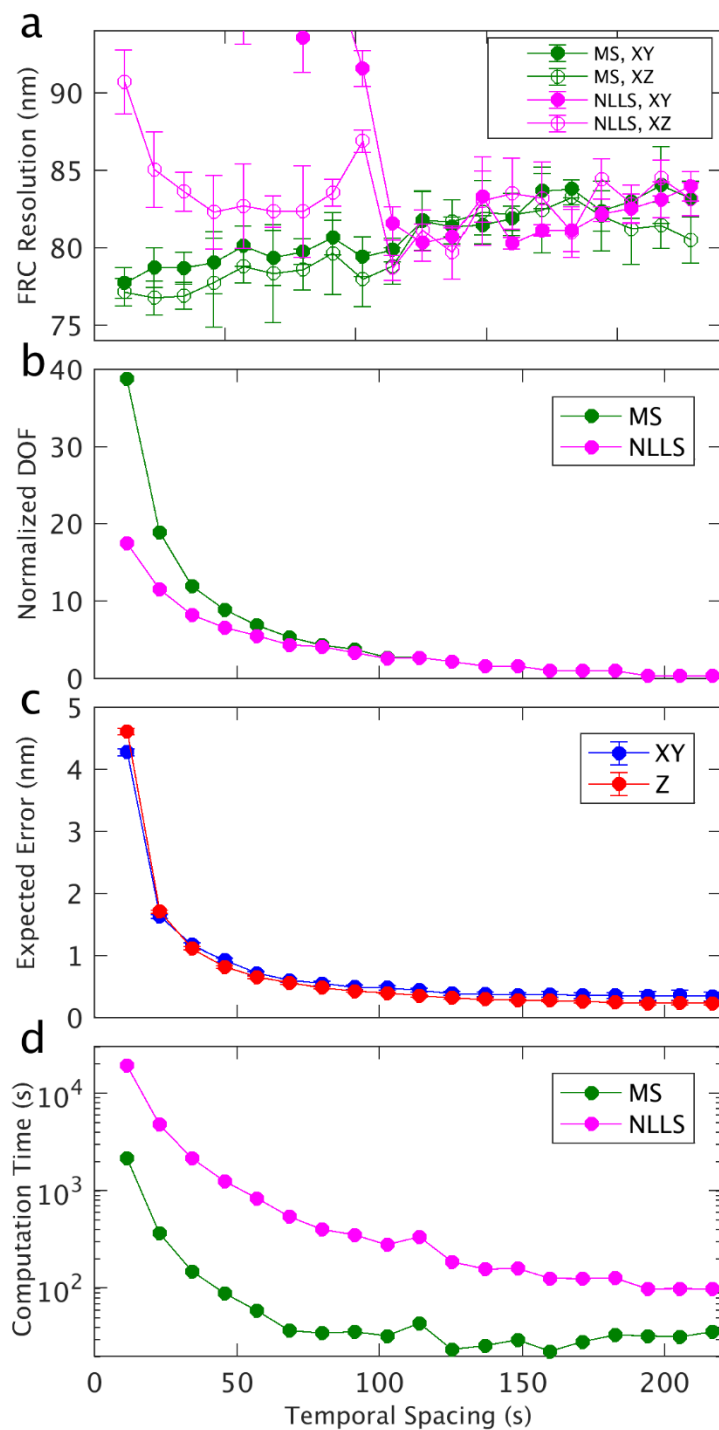 a
FRC Resolution (nm)
90
85
80
75
MS, XY
MS, XZ
NLLS, XY
NLLS, XZ
b
Normalized DOF
40
30
20
10
0
MS
NLLS
c
Expected Error (nm)
5
4
3
2
1
0
XY
Z
d
Computation Time (s)
10^4
10^3
10^2
MS
NLLS
0 50 100 150 200
Temporal Spacing (s)